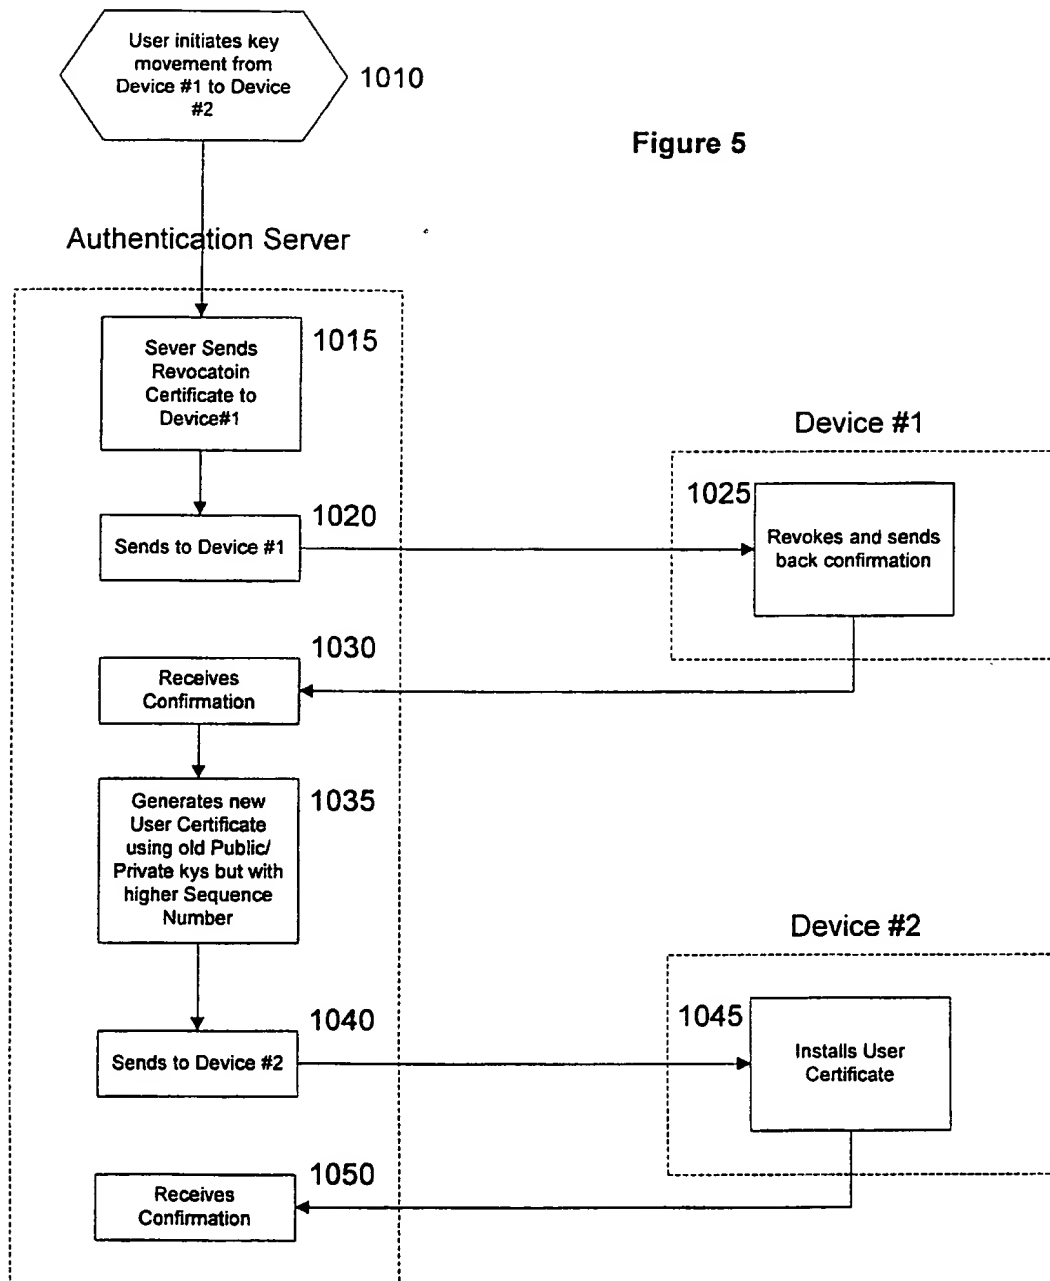 User initiates key
movement from
Device #1 to Device
#2
1010
Figure 5
Authentication Server
1015
Sever Sends
Revocatoin
Certificate to
Device#1
Device #1
1020
Sends to Device #1
1025
Revokes and sends
back confirmation
1030
Receives
Confirmation
1035
Generates new
User Certificate
using old Public/
Private kys but with
higher Sequence
Number
Device #2
1040
Sends to Device #2
1045
Installs User
Certificate
1050
Receives
Confirmation